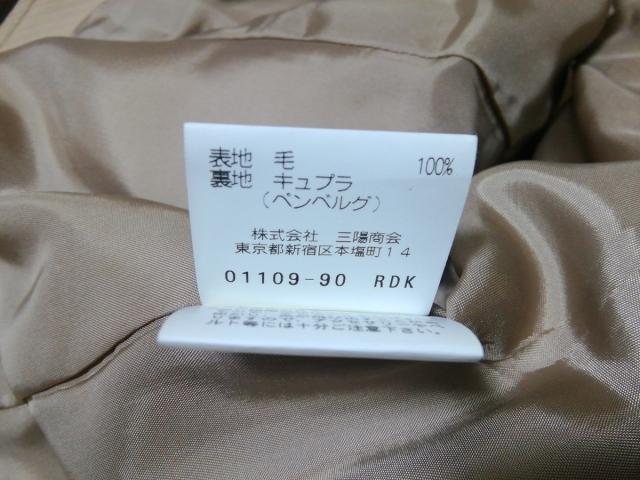 表地 毛 100%
裏地 キュプラ
(ベンベルグ)
株式会社 三陽商会
東京都新宿区本塩町14
01109-90 RDK